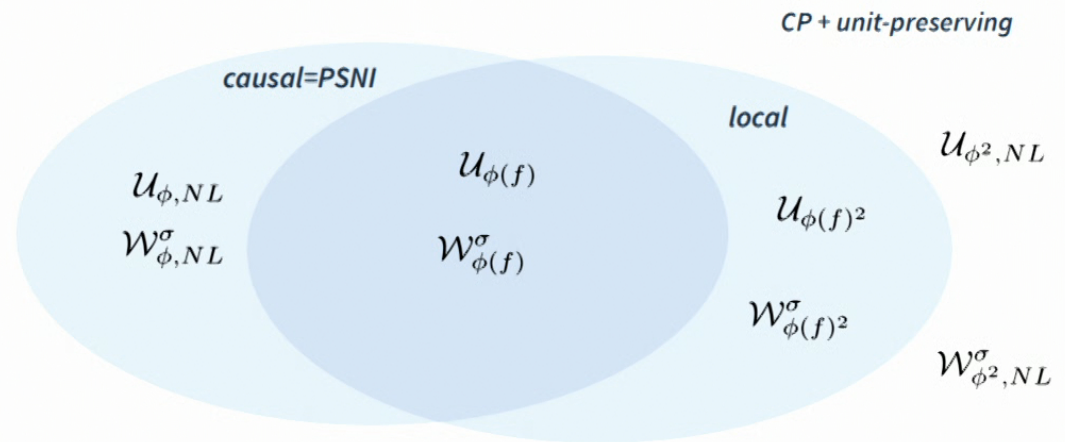 CP + unit-preserving
causal=PSNI
local
𝒰_{ϕ²,NL}
𝒰_{ϕ(f)}
𝒰_{ϕ,NL}
𝒰_{ϕ(f)²}
𝒲^σ_{ϕ,NL}
𝒲^σ_{ϕ(f)}
𝒲^σ_{ϕ(f)²}
𝒲^σ_{ϕ²,NL}